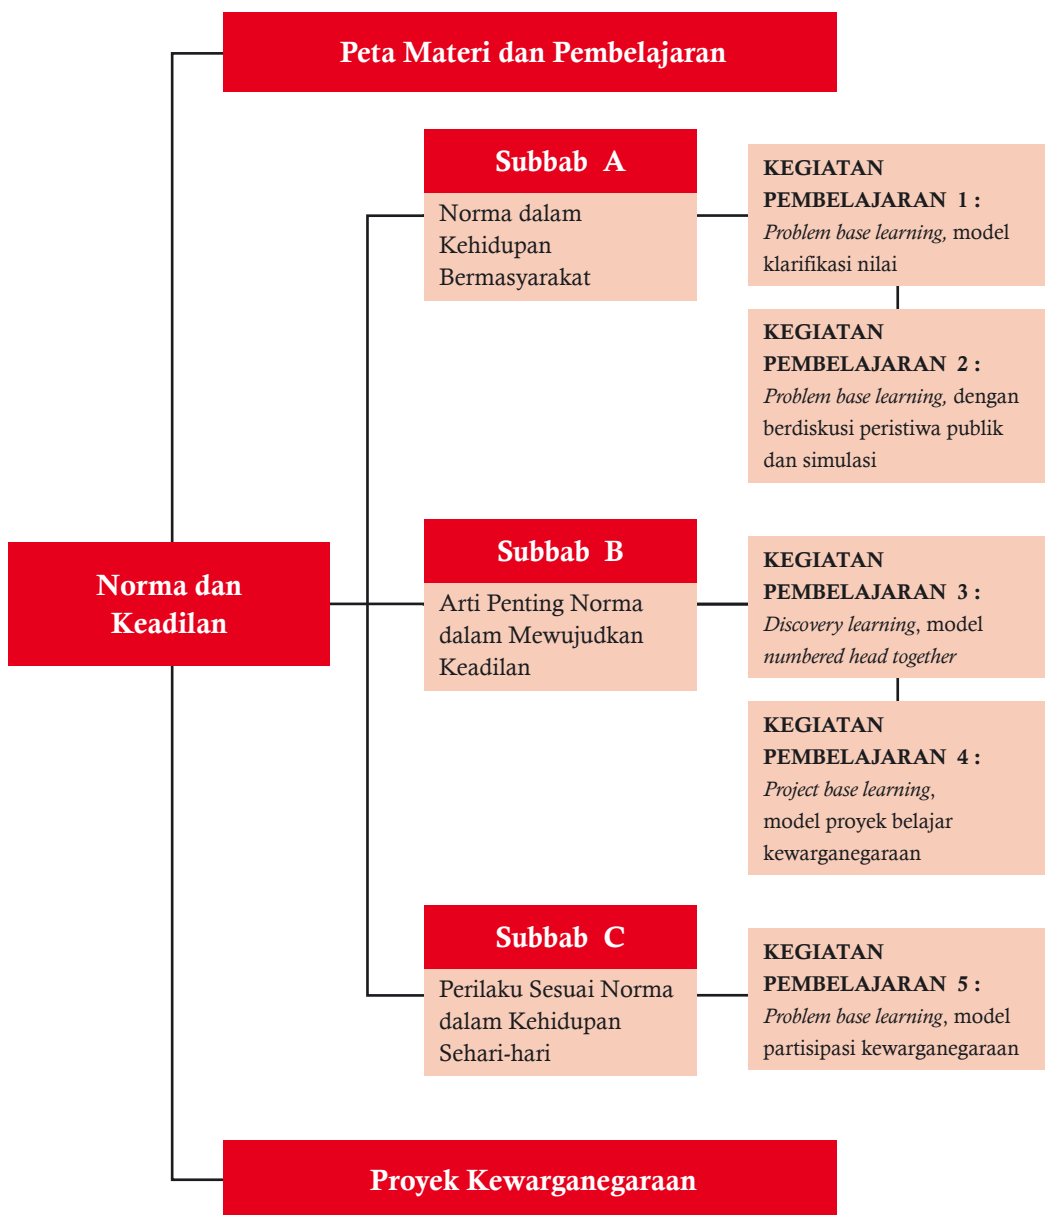 Peta Materi dan Pembelajaran
Subbab A
Norma dalam
Kehidupan
Bermasyarakat
KEGIATAN
PEMBELAJARAN 1 :
Problem base learning, model
klarifikasi nilai
KEGIATAN
PEMBELAJARAN 2 :
Problem base learning, dengan
berdiskusi peristiwa publik
dan simulasi
Norma dan
Keadilan
Subbab B
Arti Penting Norma
dalam Mewujudkan
Keadilan
KEGIATAN
PEMBELAJARAN 3 :
Discovery learning, model
numbered head together
KEGIATAN
PEMBELAJARAN 4 :
Project base learning,
model proyek belajar
kewarganegaraan
Subbab C
Perilaku Sesuai Norma
dalam Kehidupan
Sehari-hari
KEGIATAN
PEMBELAJARAN 5 :
Problem base learning, model
partisipasi kewarganegaraan
Proyek Kewarganegaraan